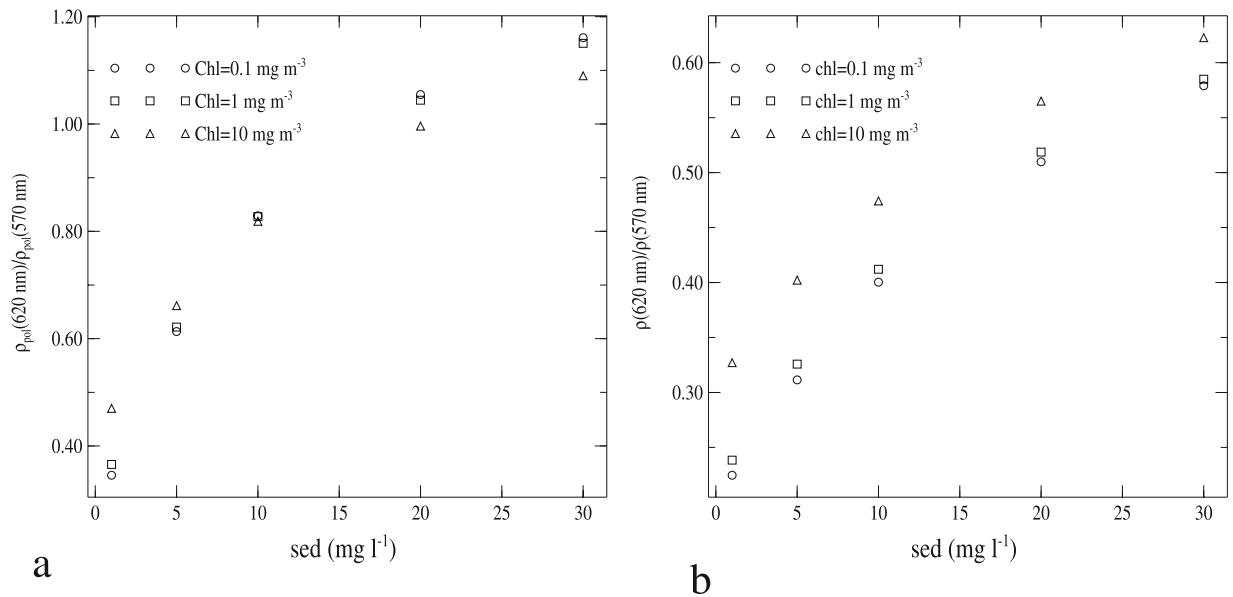 1.20
1.00
0.80
0.60
0.40
ρpol(620 nm)/ρpol(570 nm)
Chl=0.1 mg m-3
Chl=1 mg m-3
Chl=10 mg m-3
0 5 10 15 20 25 30
sed (mg l-1)
a
0.60
0.50
0.40
0.30
ρ(620 nm)/ρ(570 nm)
chl=0.1 mg m-3
chl=1 mg m-3
chl=10 mg m-3
0 5 10 15 20 25 30
sed (mg l-1)
b